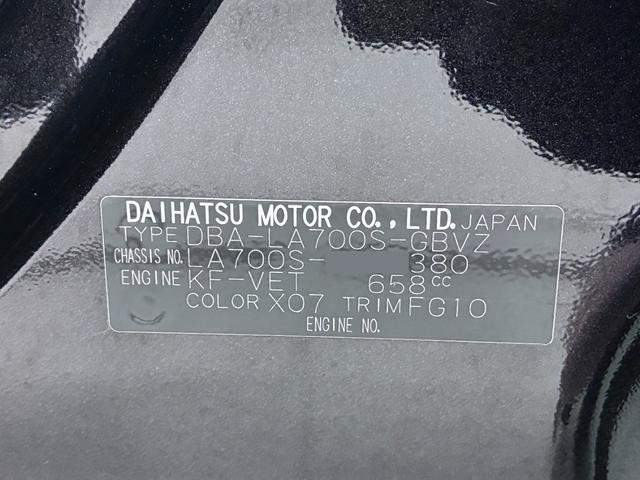 DAIHATSU MOTOR CO., LTD. JAPAN
TYPE DBA-LA700S-GBVZ
CHASSIS NO. LA700S- 380
ENGINE KF-VET 658cc
COLOR X07 TRIM FG10
ENGINE NO.